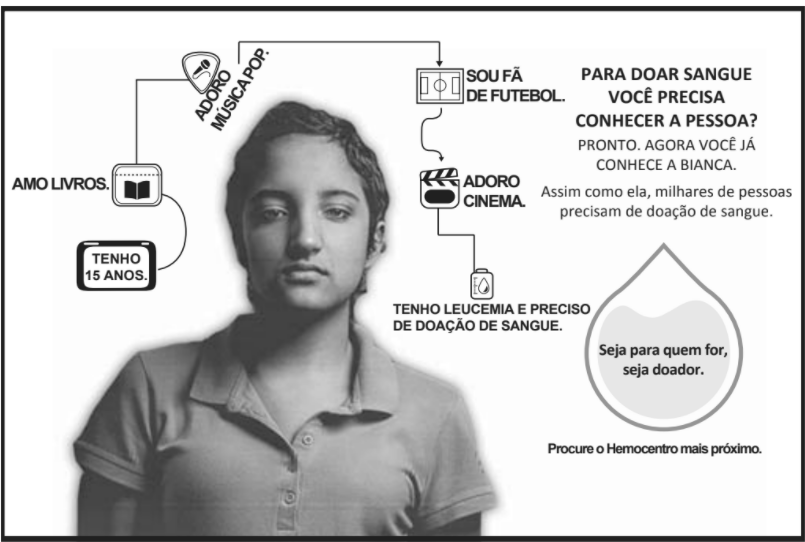 TENHO
15 ANOS.
AMO LIVROS.
ADORO
MÚSICA POP.
SOU FÃ
DE FUTEBOL.
ADORO
CINEMA.
TENHO LEUCEMIA E PRECISO
DE DOAÇÃO DE SANGUE.
PARA DOAR SANGUE
VOCÊ PRECISA
CONHECER A PESSOA?
PRONTO. AGORA VOCÊ JÁ
CONHECE A BIANCA.
Assim como ela, milhares de pessoas
precisam de doação de sangue.
Seja para quem for,
seja doador.
Procure o Hemocentro mais próximo.